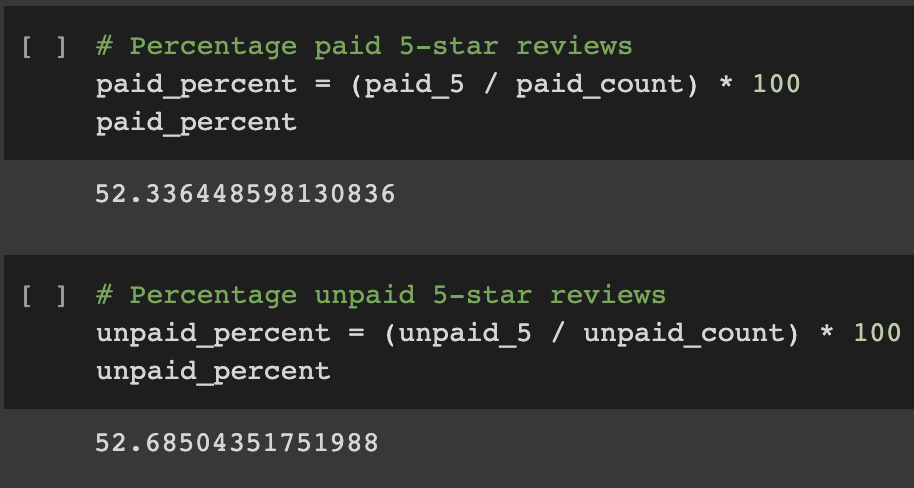 [ ] # Percentage paid 5-star reviews
paid_percent = (paid_5 / paid_count) * 100
paid_percent
52.336448598130836
[ ] # Percentage unpaid 5-star reviews
unpaid_percent = (unpaid_5 / unpaid_count) * 100
unpaid_percent
52.68504351751988